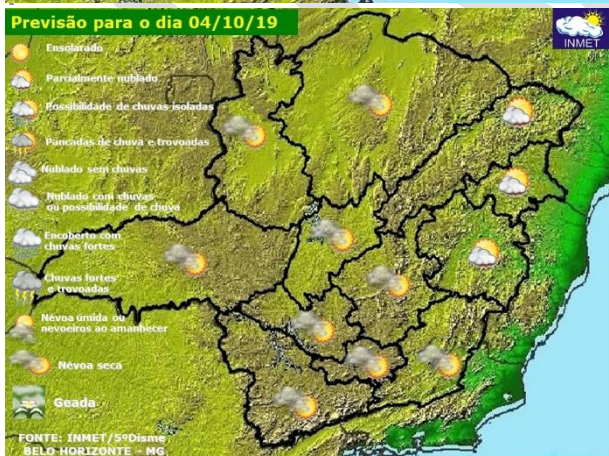 Previsão para o dia 04/10/19
INMET
Ensolarado
Parcialmente nublado
Possibilidade de chuvas isoladas
Pancadas de chuva e trovoadas
Nublado sem chuvas
Nublado com chuvas
ou possibilidade de chuva
Encoberto com
chuvas fortes
Chuvas fortes
e trovoadas
Névoa úmida ou
nevoeiros ao amanhecer
Névoa seca
Geada
FONTE: INMET/5ºDisme
BELO HORIZONTE - MG